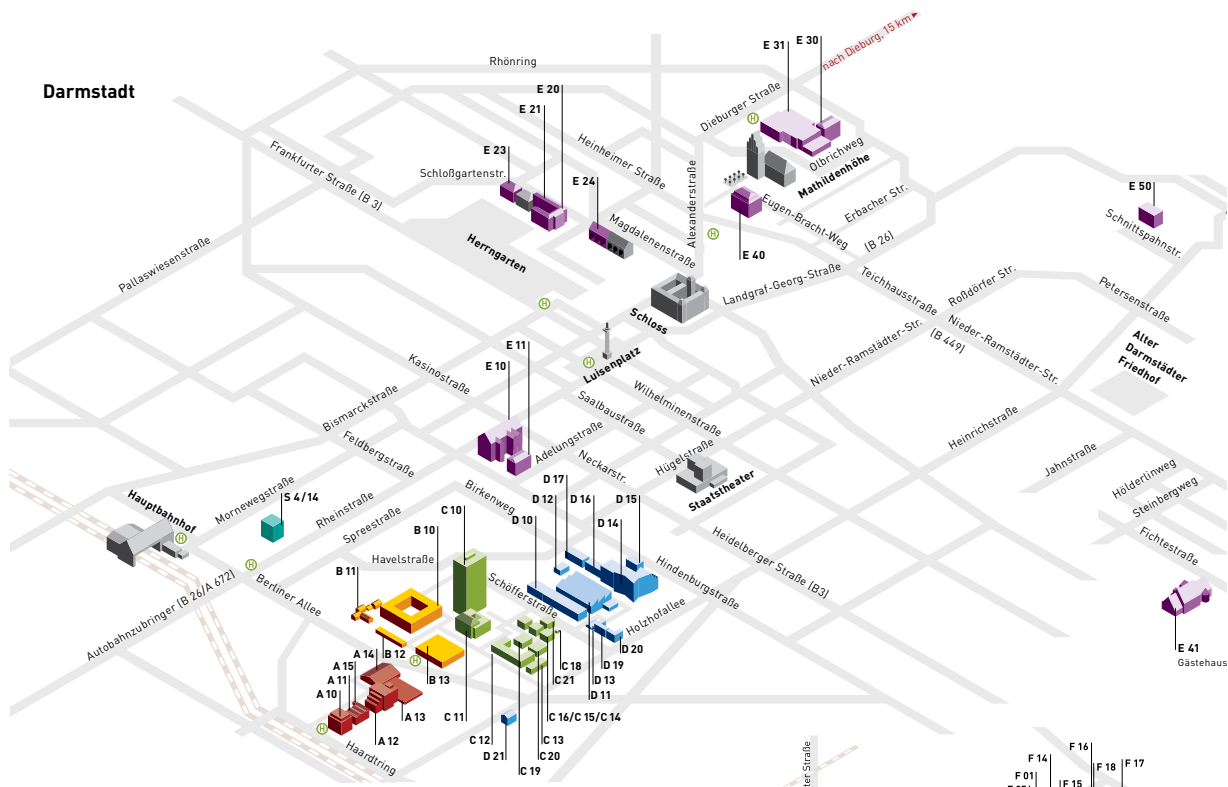 Darmstadt
nach Dieburg, 15 km
E 31
E 30
Rhönring
E 20
E 21
Dieburger Straße
H
Heinheimer Straße
Olbrichweg
Mathildenhöhe
Frankfurter Straße (B 3)
E 23
Schloßgartenstr.
E 24
Alexanderstraße
Erbacher Str.
E 50
Schnittspahnstr.
Magdalenenstraße
Eugen-Bracht-Weg
H
(B 26)
E 40
Herrngarten
Pallaswiesenstraße
Landgraf-Georg-Straße
Teichhausstraße
Roßdörfer Str.
Petersenstraße
H
Schloss
Nieder-Ramstädter-Str.
(B 449)
Nieder-Ramstädter-Str.
Alter
Darmstädter
Friedhof
E 11
E 10
H
Luisenplatz
Kasinostraße
Wilhelminenstraße
Saalbaustraße
Bismarckstraße
Feldbergstraße
Adelungstraße
Neckarstr.
Hügelstraße
Staatstheater
Heinrichstraße
Jahnstraße
Hölderlinweg
Steinbergweg
Fichtestraße
Hauptbahnhof
H
Mornewegstraße
S 4/14
Rheinstraße
Spreestraße
Birkenweg
C 10
B 10
D 17
D 12
D 16
D 15
D 10
D 14
Havelstraße
Schöfferstraße
Hindenburgstraße
Heidelberger Straße (B3)
H
Berliner Allee
Autobahnzubringer (B 26/A 672)
B 11
Holzhofallee
E 41
Gästehaus
B 12
H
B 13
A 14
A 15
A 11
A 10
A 13
A 12
H
Haardtring
C 11
C 12
D 21
C 19
C 20
C 13
C 16/C 15/C 14
C 21
C 18
D 11
D 13
D 19
D 20
ter Straße
F 16
F 14
F 18
F 17
F 01
F 15